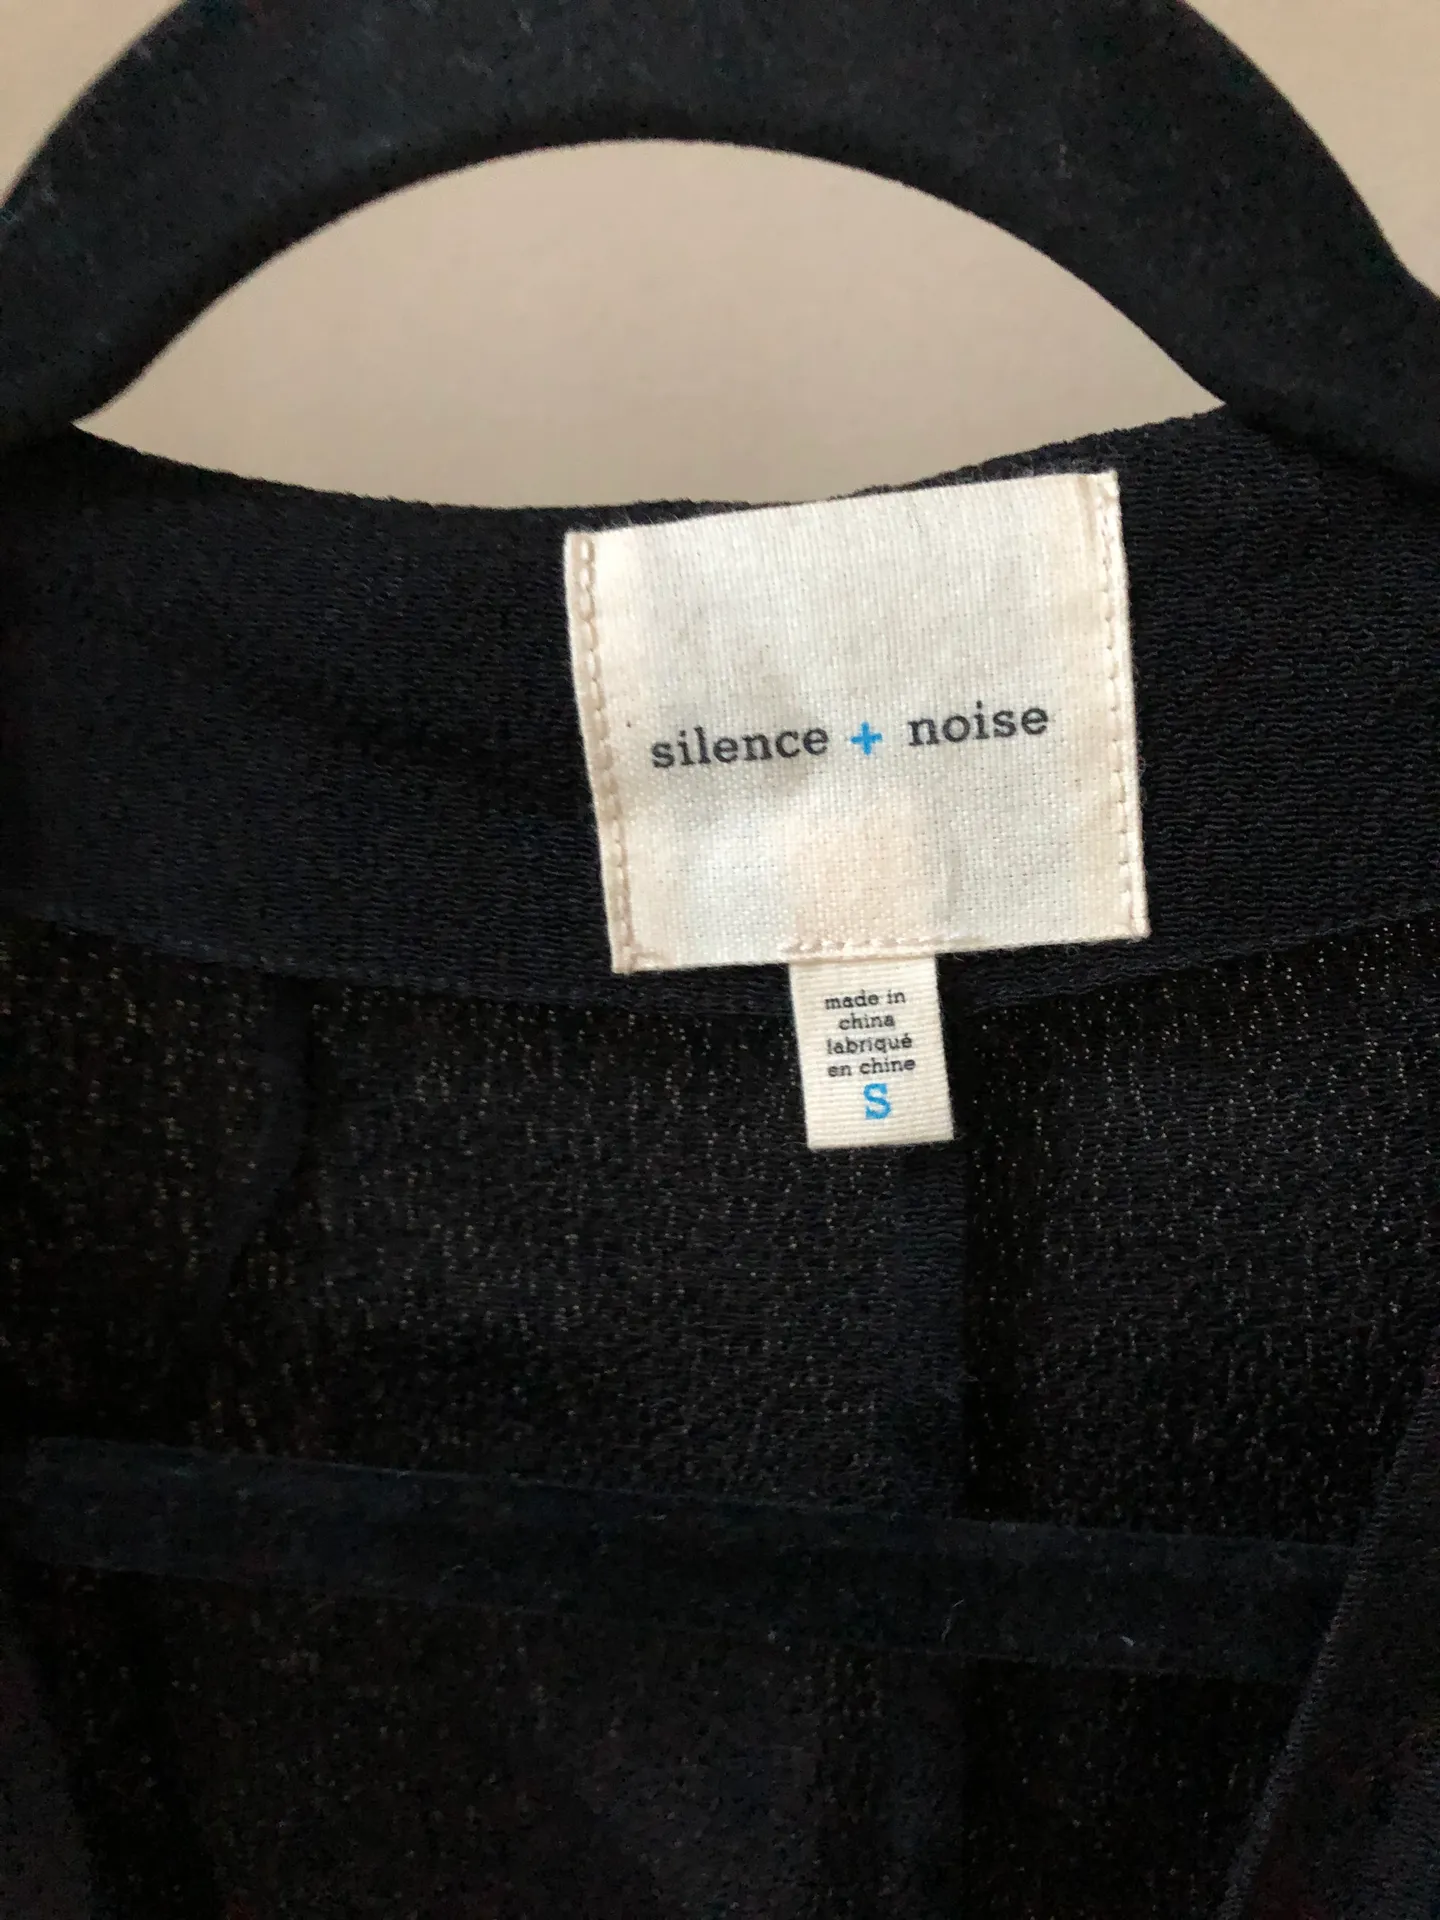 silence + noise
made in
china
fabriqué
en chine
S